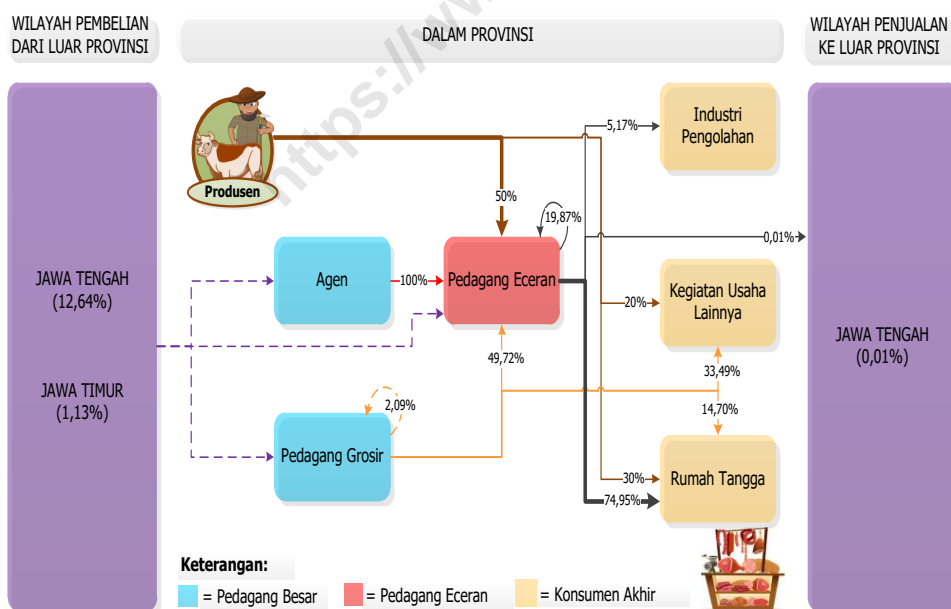 WILAYAH PEMBELIAN
DARI LUAR PROVINSI
DALAM PROVINSI
WILAYAH PENJUALAN
KE LUAR PROVINSI
https://w
Produsen
50%
5,17%
Industri
Pengolahan
19,87%
0,01%
JAWA TENGAH
(12,64%)
JAWA TIMUR
(1,13%)
Agen
100%
Pedagang Eceran
20%
Kegiatan Usaha
Lainnya
JAWA TENGAH
(0,01%)
49,72%
33,49%
2,09%
14,70%
Pedagang Grosir
30%
74,95%
Rumah Tangga
Keterangan:
= Pedagang Besar
= Pedagang Eceran
= Konsumen Akhir